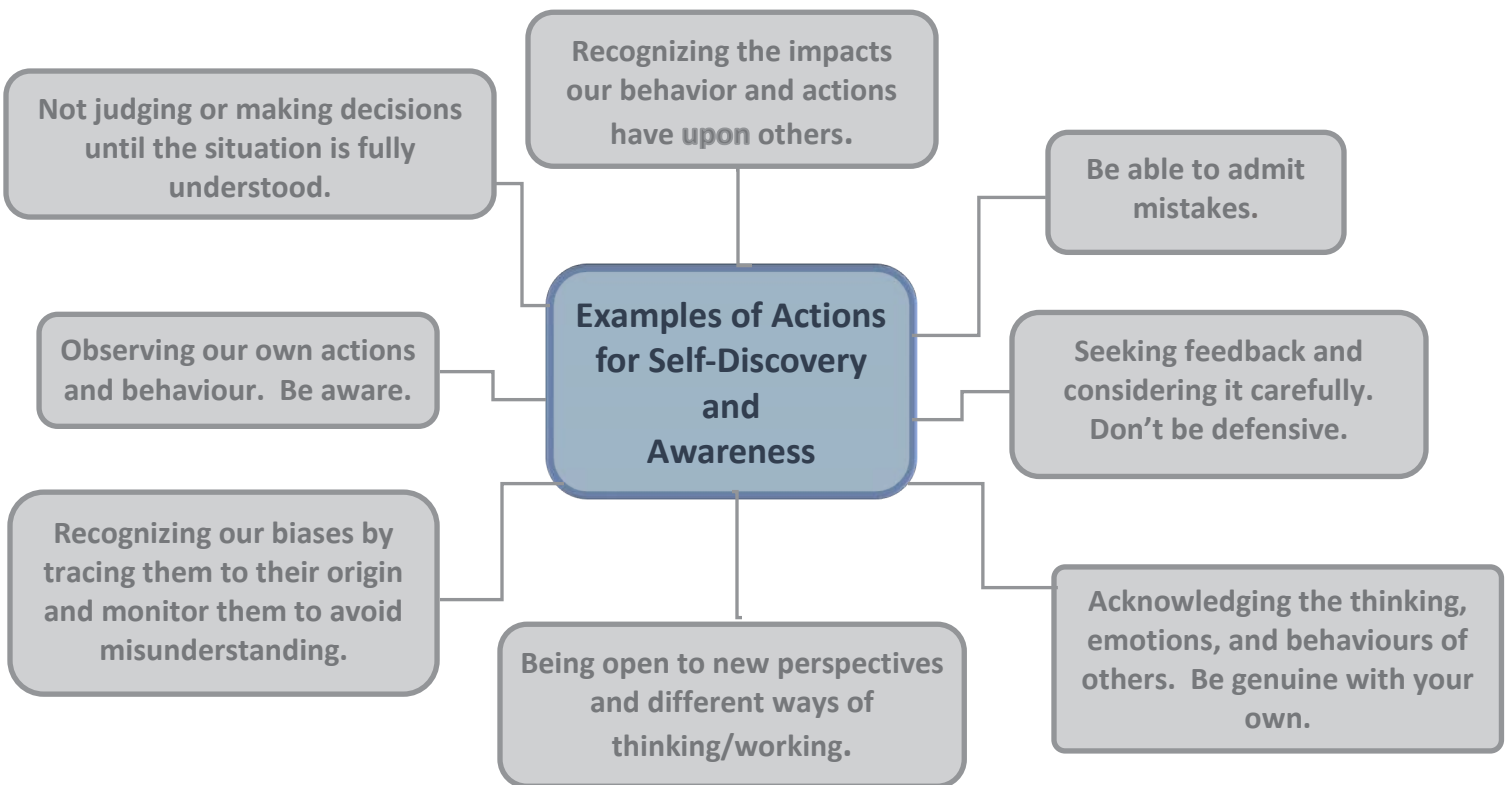 Recognizing the impacts
our behavior and actions
have upon others.
Not judging or making decisions
until the situation is fully
understood.
Be able to admit
mistakes.
Examples of Actions
for Self-Discovery
and
Awareness
Observing our own actions
and behaviour.  Be aware.
Seeking feedback and
considering it carefully.
Don’t be defensive.
Recognizing our biases by
tracing them to their origin
and monitor them to avoid
misunderstanding.
Being open to new perspectives
and different ways of
thinking/working.
Acknowledging the thinking,
emotions, and behaviours of
others.  Be genuine with your
own.